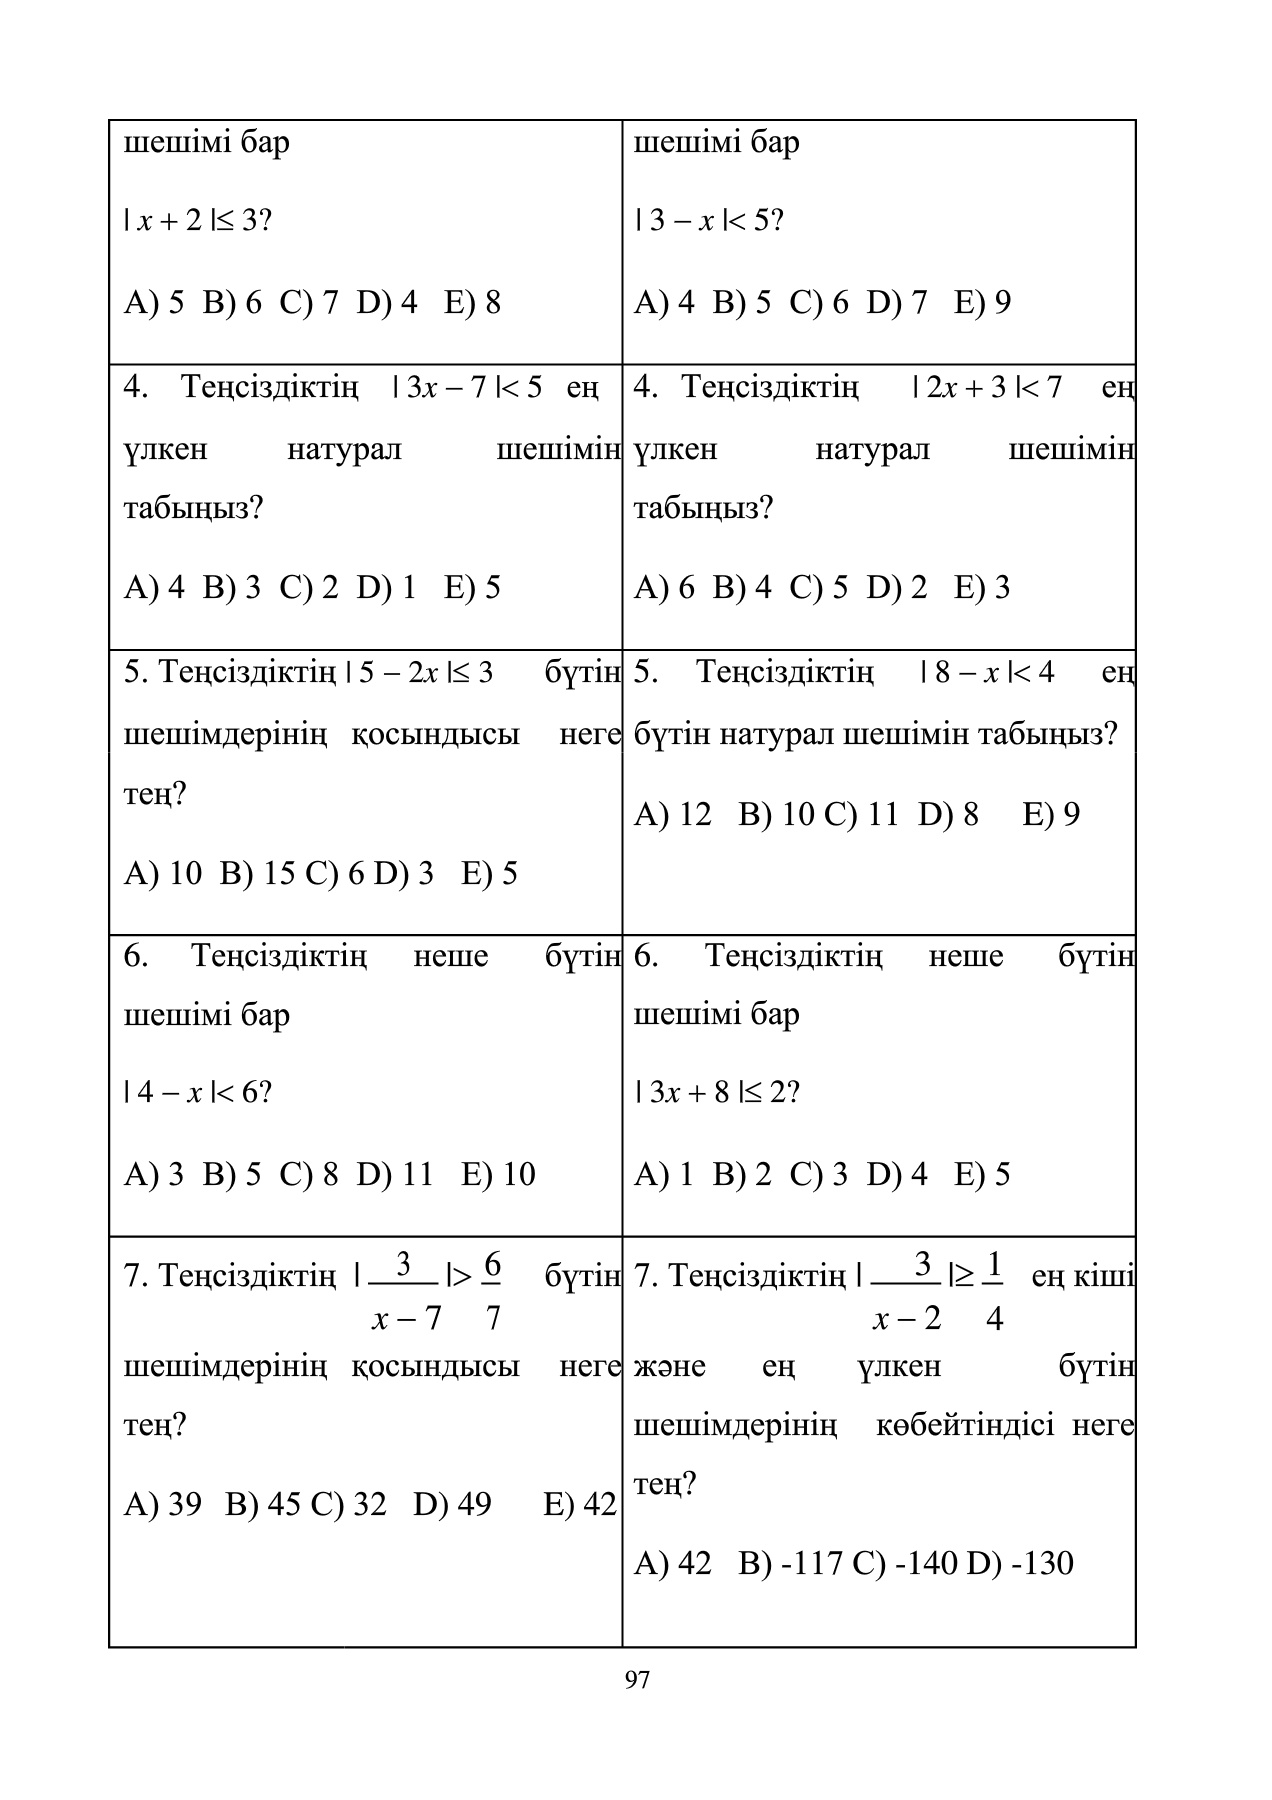 шешімі бар
| x + 2 |≤ 3?
A) 5 B) 6 C) 7 D) 4 E) 8
шешімі бар
| 3 − x |< 5?
A) 4 B) 5 C) 6 D) 7 E) 9
4. Теңсіздіктің | 3x − 7 |< 5 ең
үлкен натурал шешімін
табыңыз?
A) 4 B) 3 C) 2 D) 1 E) 5
4. Теңсіздіктің | 2x + 3 |< 7 ең
үлкен натурал шешімін
табыңыз?
A) 6 B) 4 C) 5 D) 2 E) 3
5. Теңсіздіктің | 5 − 2x |≤ 3 бүтін
шешімдерінің қосындысы неге
тең?
A) 10 B) 15 C) 6 D) 3 E) 5
5. Теңсіздіктің | 8 − x |< 4 ең
бүтін натурал шешімін табыңыз?
A) 12 B) 10 C) 11 D) 8 E) 9
6. Теңсіздіктің неше бүтін
шешімі бар
| 4 − x |< 6?
A) 3 B) 5 C) 8 D) 11 E) 10
6. Теңсіздіктің неше бүтін
шешімі бар
| 3x + 8 |≤ 2?
A) 1 B) 2 C) 3 D) 4 E) 5
7. Теңсіздіктің | 3/(x − 7) |> 6/7 бүтін
шешімдерінің қосындысы неге
тең?
A) 39 B) 45 C) 32 D) 49 E) 42
7. Теңсіздіктің | 3/(x − 2) |≥ 1/4 ең кіші
және ең үлкен бүтін
шешімдерінің көбейтіндісі неге
тең?
A) 42 B) -117 C) -140 D) -130
97